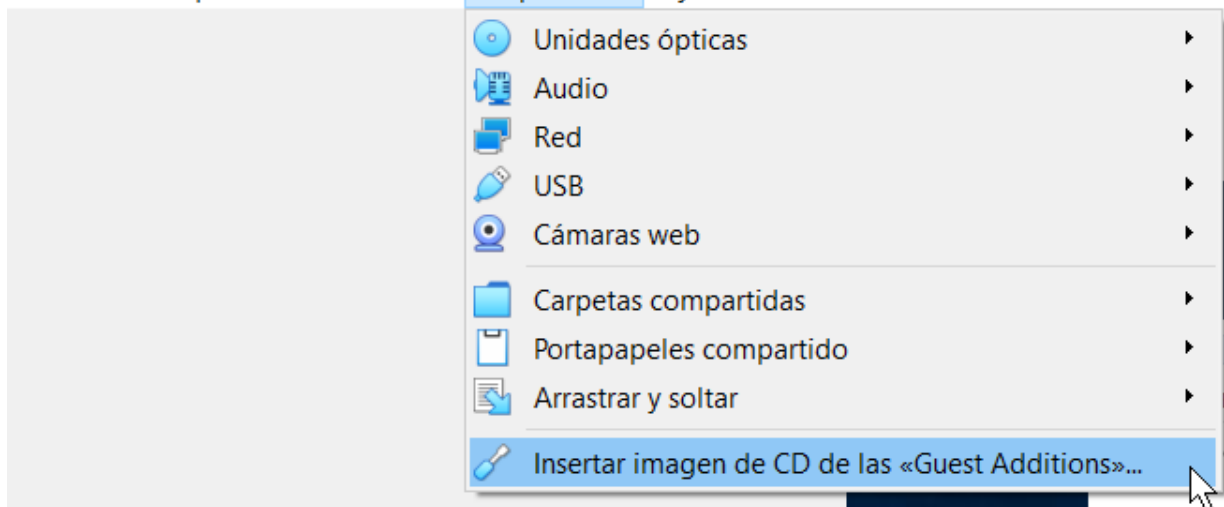 Unidades ópticas
Audio
Red
USB
Cámaras web
Carpetas compartidas
Portapapeles compartido
Arrastrar y soltar
Insertar imagen de CD de las «Guest Additions»...